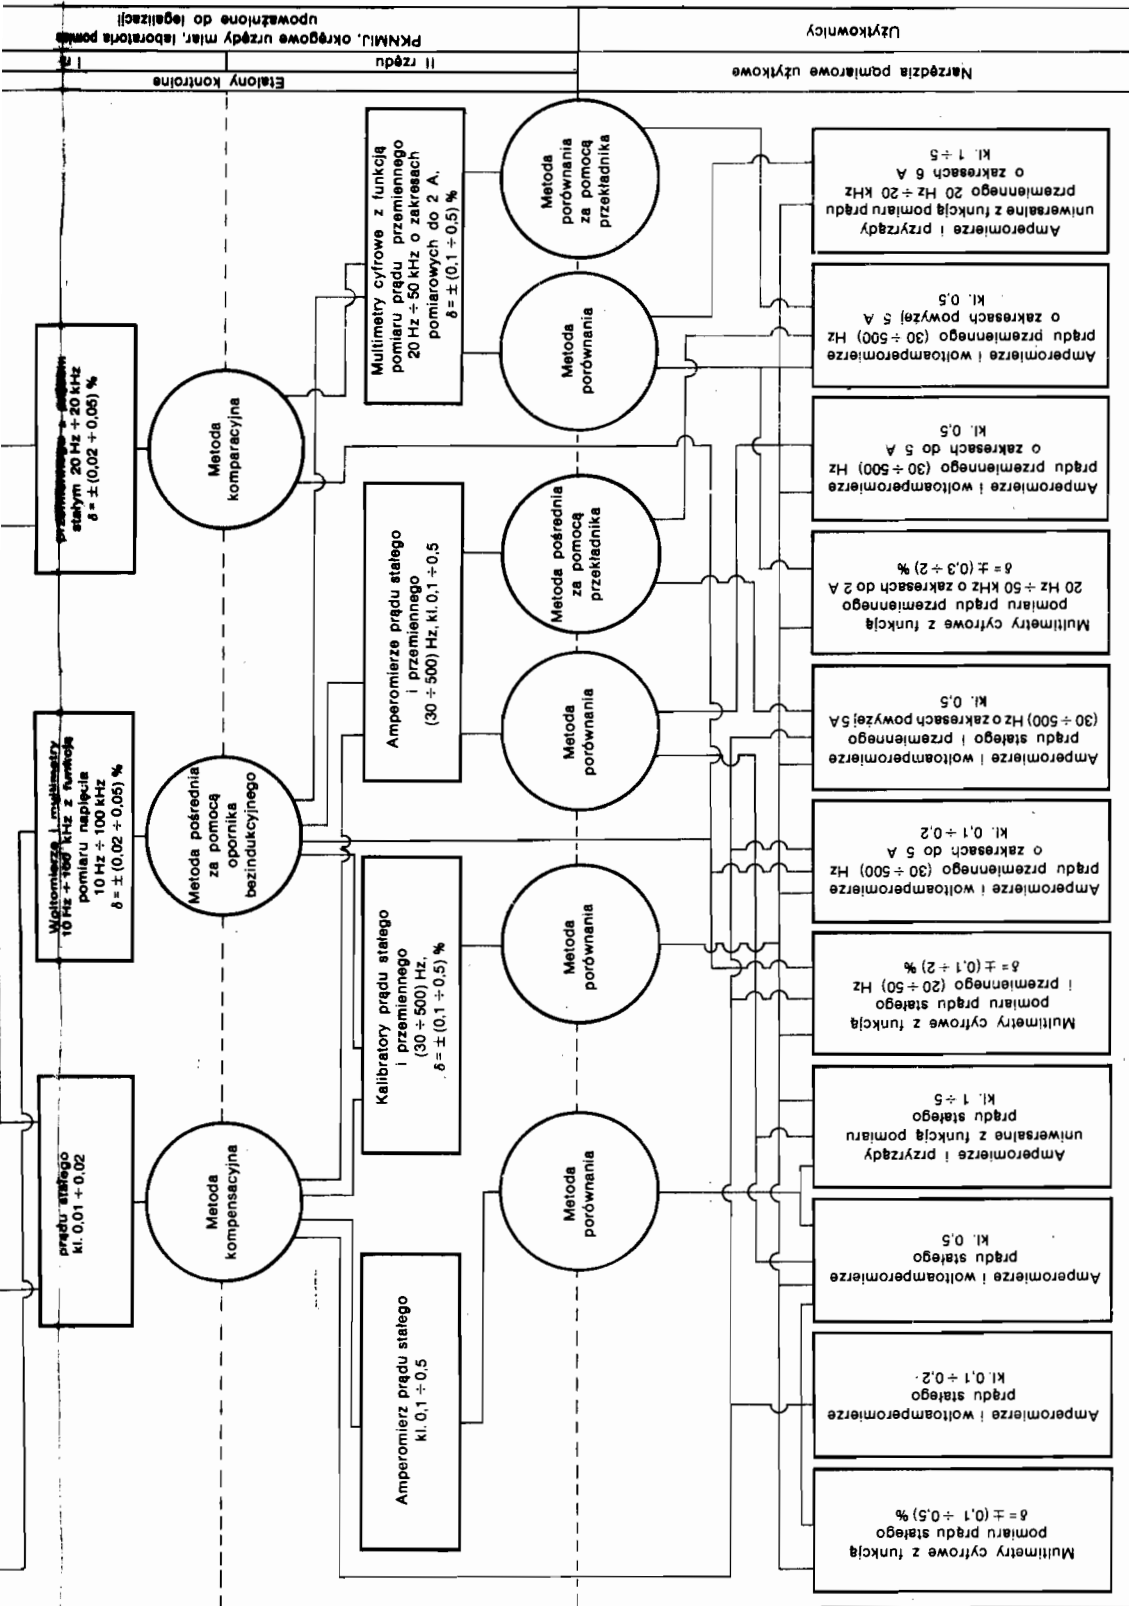 PKNMiJ, okręgowe urzędy miar, laboratoria
upoważnione do legalizacji
Użytkownicy
II rzędu
I
Etalony kontrolne
Narzędzia pomiarowe użytkowe
stałym 20 Hz ÷ 20 kHz
δ = ± (0,02 ÷ 0,05) %
Woltomierze i multimetry
10 Hz ÷ 100 kHz z funkcją
pomiaru napięcia
10 Hz ÷ 100 kHz
δ = ± (0,02 ÷ 0,05) %
prądu stałego
kl. 0,01 ÷ 0,02
Metoda
komparacyjna
Metoda pośrednia
za pomocą
opornika
bezindukcyjnego
Metoda
kompensacyjna
Multimetry cyfrowe z funkcją
pomiaru prądu przemiennego
20 Hz ÷ 50 kHz o zakresach
pomiarowych do 2 A,
δ = ± (0,1 ÷ 0,5) %
Amperomierze prądu stałego
i przemiennego
(30 ÷ 500) Hz, kl. 0,1 ÷ 0,5
Kalibratory prądu stałego
i przemiennego
(30 ÷ 500) Hz,
δ = ± (0,1 ÷ 0,5) %
Amperomierz prądu stałego
kl. 0,1 ÷ 0,5
Metoda
porównania
za pomocą
przekładnika
Metoda
porównania
Metoda pośrednia
za pomocą
przekładnika
Metoda
porównania
Metoda
porównania
Metoda
porównania
Amperomierze i przyrządy
uniwersalne z funkcją pomiaru prądu
przemiennego 20 Hz ÷ 20 kHz
o zakresach 6 A
kl. 1 ÷ 5
Amperomierze i woltoamperomierze
prądu przemiennego (30 ÷ 500) Hz
o zakresach powyżej 5 A
kl. 0,5
Amperomierze i woltoamperomierze
prądu przemiennego (30 ÷ 500) Hz
o zakresach do 5 A
kl. 0,5
Multimetry cyfrowe z funkcją
pomiaru prądu przemiennego
20 Hz ÷ 50 kHz o zakresach do 2 A
δ = ± (0,3 ÷ 2) %
Amperomierze i woltoamperomierze
prądu stałego i przemiennego
(30 ÷ 500) Hz o zakresach powyżej 5 A
kl. 0,5
Amperomierze i woltoamperomierze
prądu przemiennego (30 ÷ 500) Hz
o zakresach do 5 A
kl. 0,1 ÷ 0,2
Multimetry cyfrowe z funkcją
pomiaru prądu stałego
i przemiennego (20 ÷ 50) Hz
δ = ± (0,1 ÷ 2) %
Amperomierze i przyrządy
uniwersalne z funkcją pomiaru
prądu stałego
kl. 1 ÷ 5
Amperomierze i woltoamperomierze
prądu stałego
kl. 0,5
Amperomierze i woltoamperomierze
prądu stałego
kl. 0,1 ÷ 0,2
Multimetry cyfrowe z funkcją
pomiaru prądu stałego
δ = ± (0,1 ÷ 0,5) %